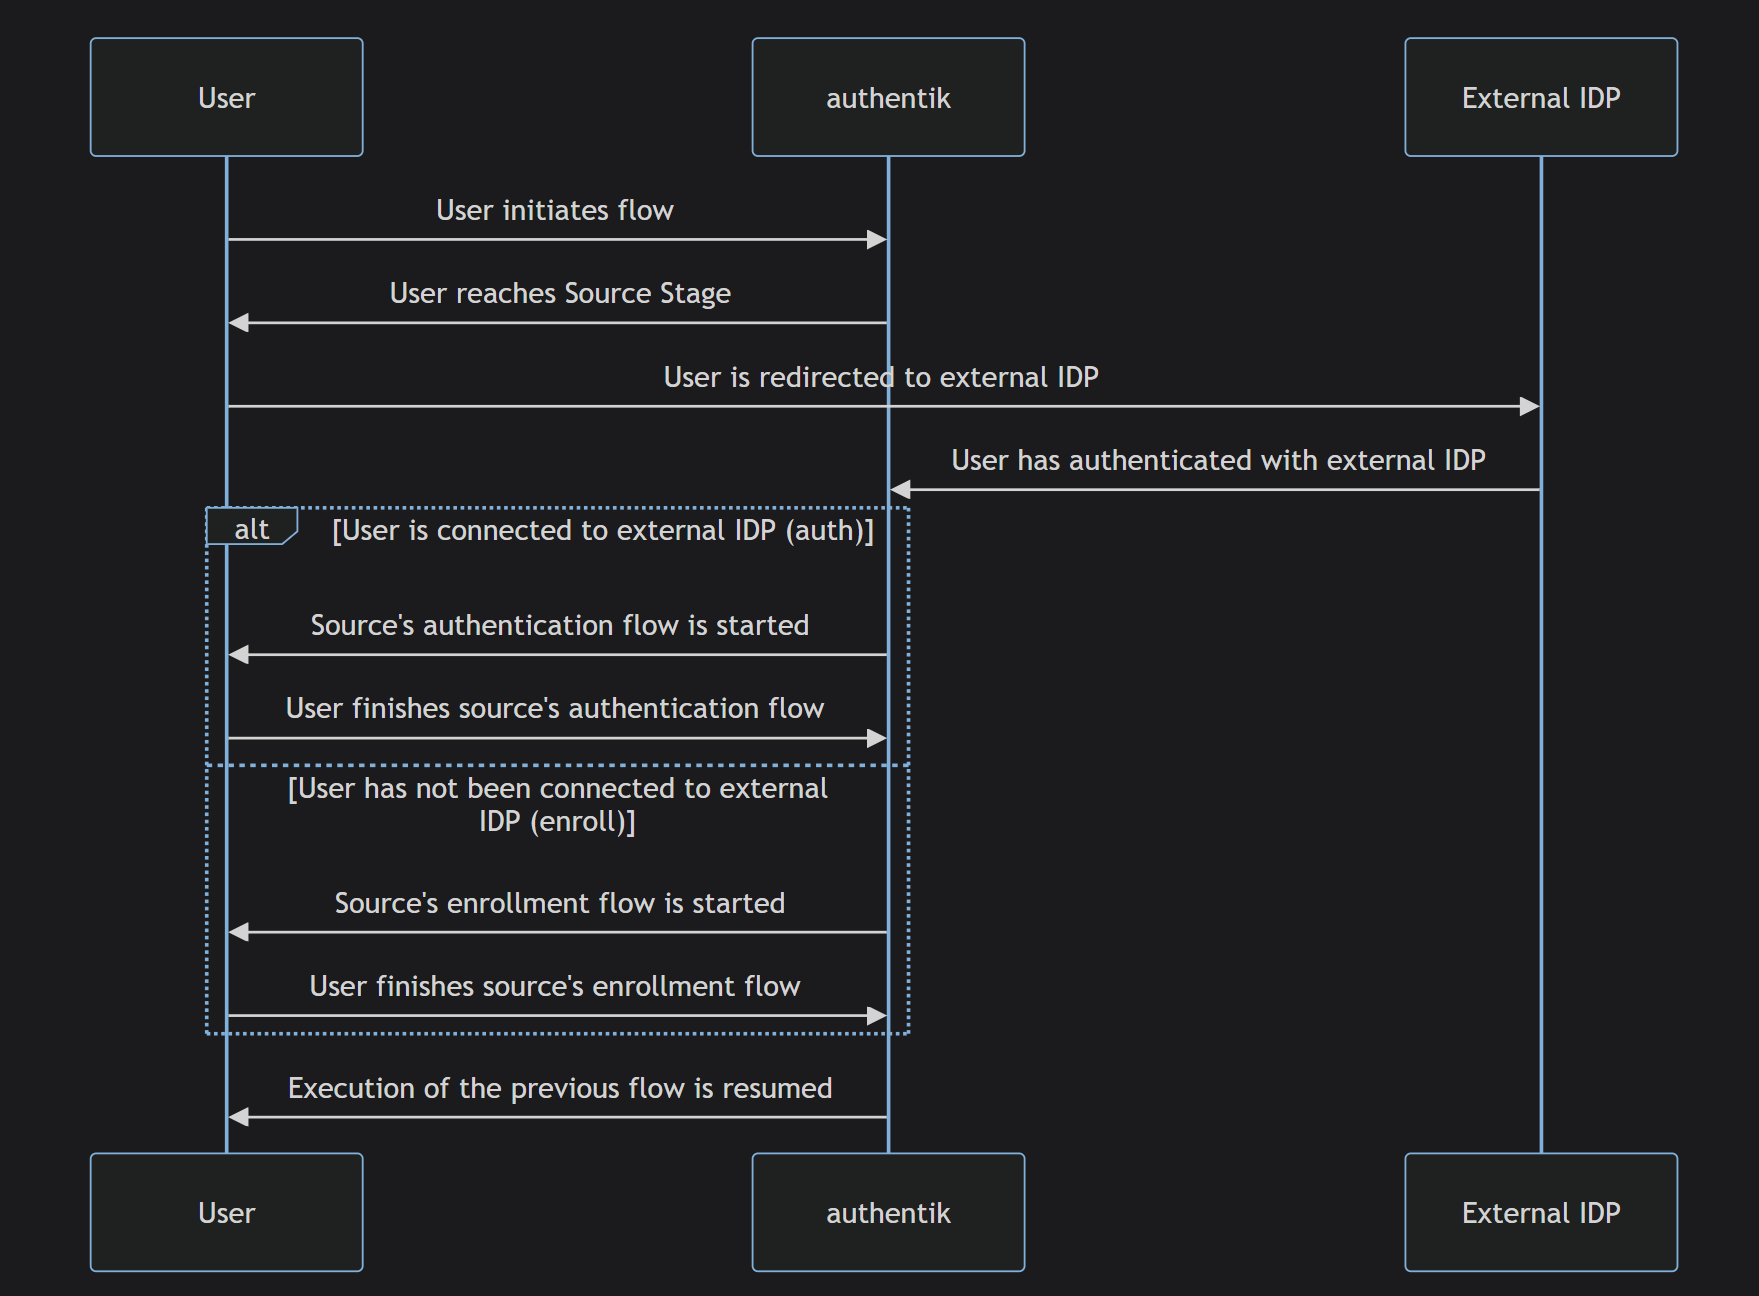 User
authentik
External IDP
User initiates flow
User reaches Source Stage
User is redirected to external IDP
User has authenticated with external IDP
alt
[User is connected to external IDP (auth)]
Source's authentication flow is started
User finishes source's authentication flow
[User has not been connected to external
IDP (enroll)]
Source's enrollment flow is started
User finishes source's enrollment flow
Execution of the previous flow is resumed
User
authentik
External IDP